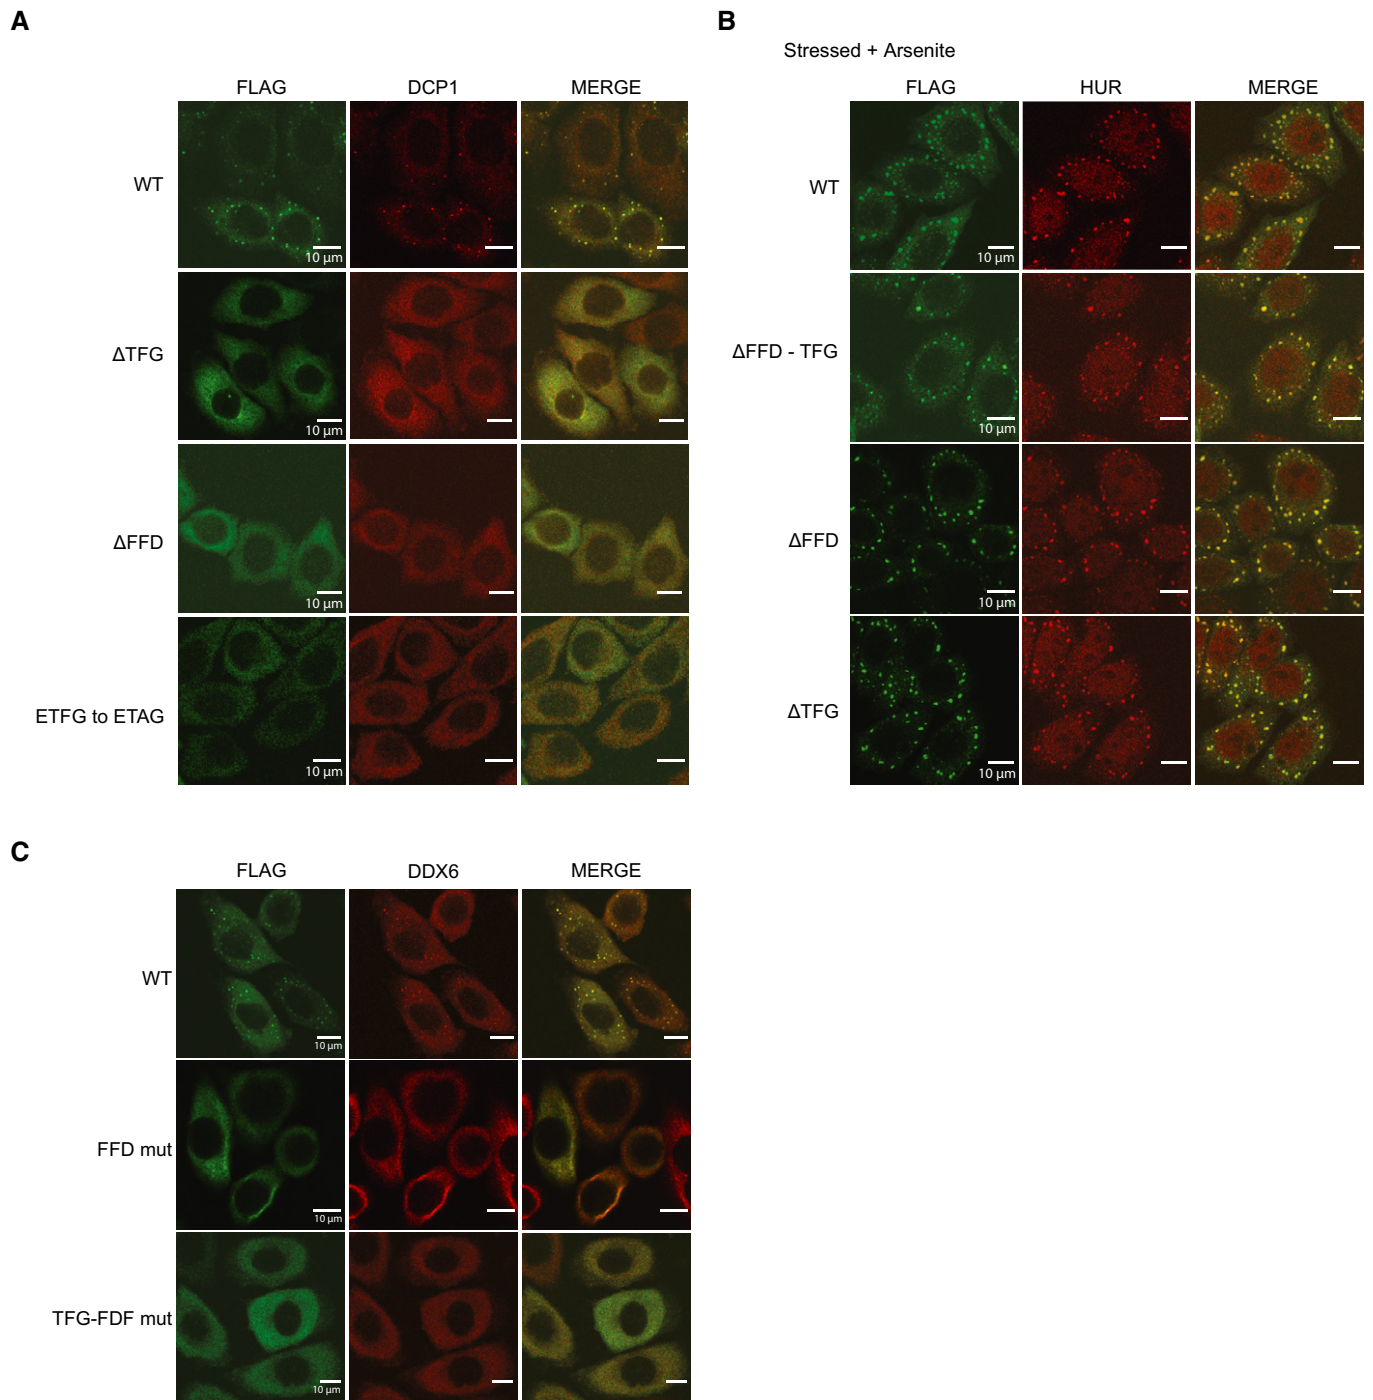 A
FLAG DCP1 MERGE
WT
10 µm
ΔTFG
10 µm
ΔFFD
10 µm
ETFG to ETAG
10 µm
B
Stressed + Arsenite
FLAG HUR MERGE
WT
10 µm
ΔFFD - TFG
10 µm
ΔFFD
10 µm
ΔTFG
10 µm
C
FLAG DDX6 MERGE
WT
10 µm
FFD mut
10 µm
TFG-FDF mut
10 µm